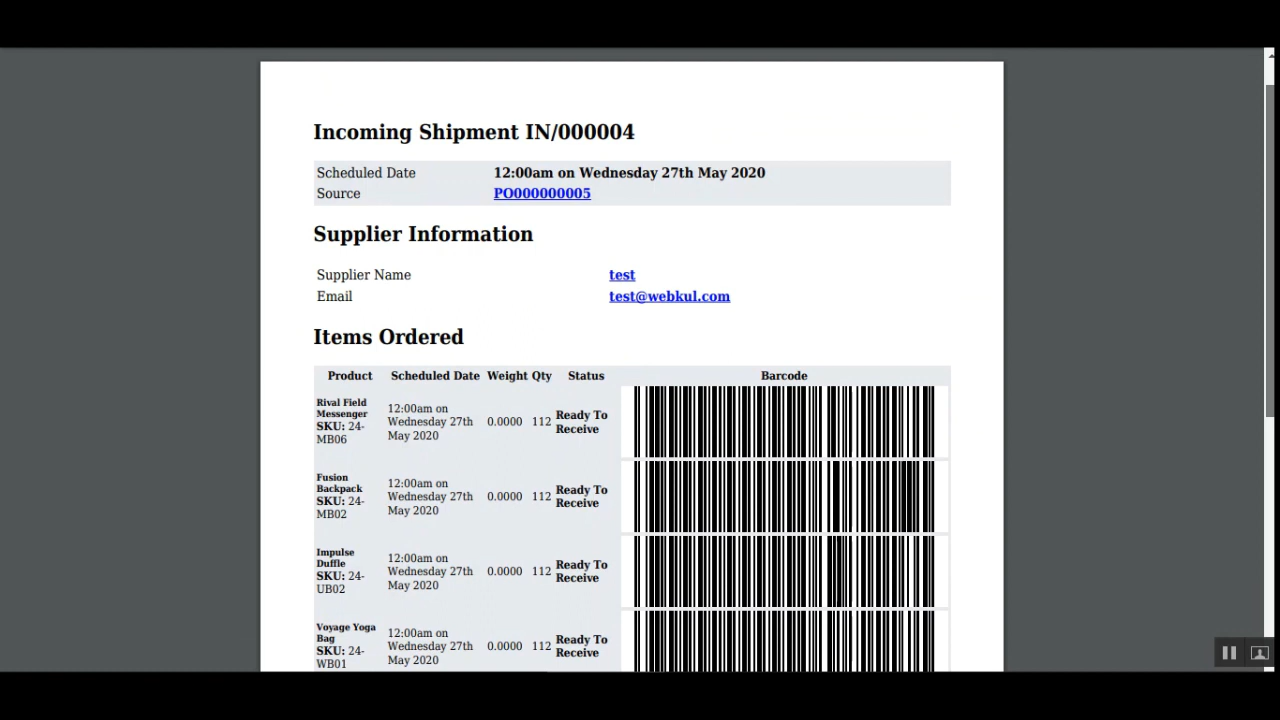 Incoming Shipment IN/000004
Scheduled Date 12:00am on Wednesday 27th May 2020
Source PO000000005
Supplier Information
Supplier Name test
Email test@webkul.com
Items Ordered
Product Scheduled Date Weight Qty Status Barcode
Rival Field
Messenger
SKU: 24-
MB06
12:00am on
Wednesday 27th
May 2020
0.0000
112
Ready To
Receive
Fusion
Backpack
SKU: 24-
MB02
12:00am on
Wednesday 27th
May 2020
0.0000
112
Ready To
Receive
Impulse
Duffle
SKU: 24-
UB02
12:00am on
Wednesday 27th
May 2020
0.0000
112
Ready To
Receive
Voyage Yoga
Bag
SKU: 24-
WB01
12:00am on
Wednesday 27th
May 2020
0.0000
112
Ready To
Receive